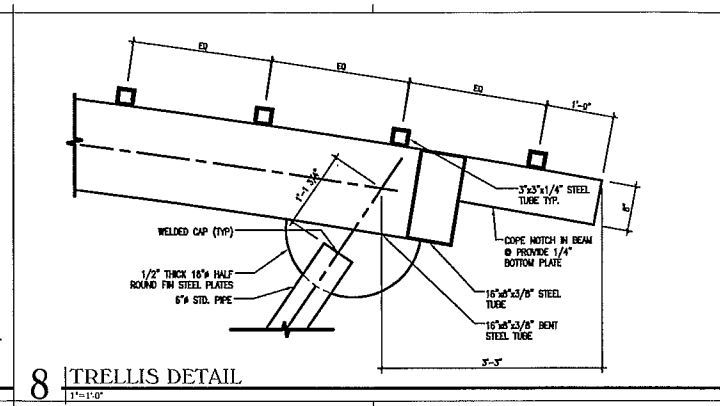 EQ
EQ
EQ
1'-0"
1'-1 3/4"
3"x3"x1/4" STEEL
TUBE TYP.
8"
WELDED CAP (TYP)
COPE NOTCH IN BEAM
@ PROVIDE 1/4"
BOTTOM PLATE
1/2" THICK 18"ø HALF
ROUND FIN STEEL PLATES
6"ø STD. PIPE
16"x8"x3/8" STEEL
TUBE
16"x8"x3/8" BENT
STEEL TUBE
3'-3"
8 TRELLIS DETAIL
1"=1'0"